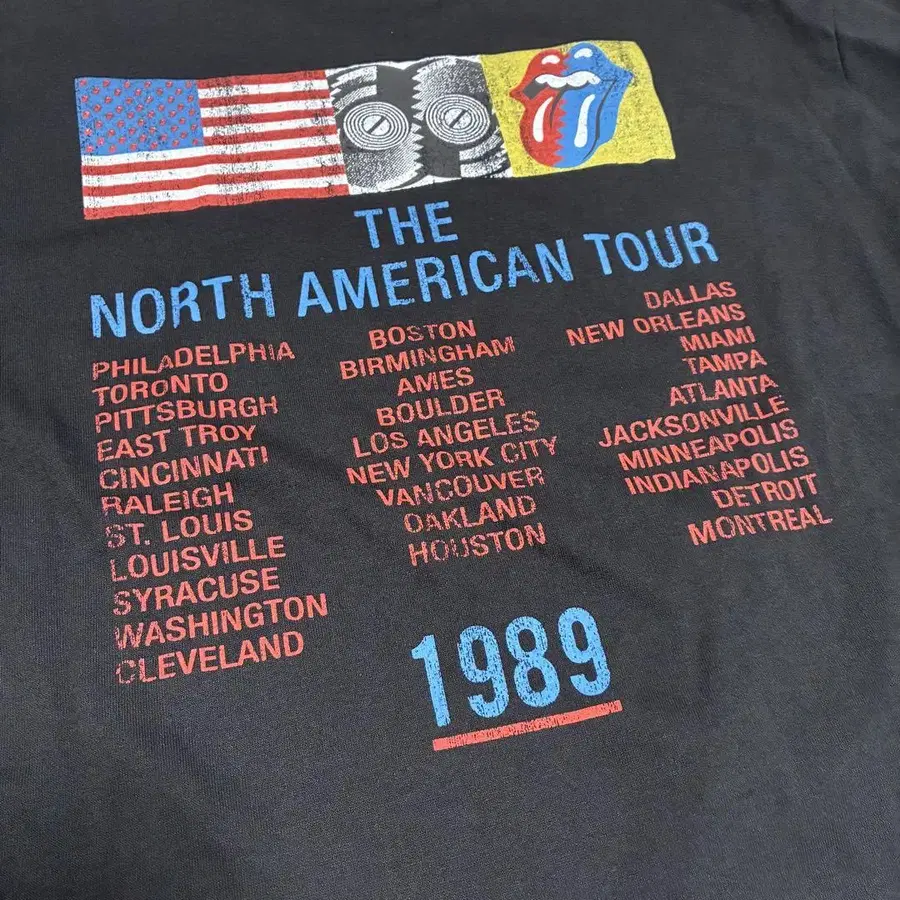 THE
NORTH AMERICAN TOUR
PHILADELPHIA
TORONTO
PITTSBURGH
EAST TROY
CINCINNATI
RALEIGH
ST. LOUIS
LOUISVILLE
SYRACUSE
WASHINGTON
CLEVELAND
BOSTON
BIRMINGHAM
AMES
BOULDER
LOS ANGELES
NEW YORK CITY
VANCOUVER
OAKLAND
HOUSTON
DALLAS
NEW ORLEANS
MIAMI
TAMPA
ATLANTA
JACKSONVILLE
MINNEAPOLIS
INDIANAPOLIS
DETROIT
MONTREAL
1989